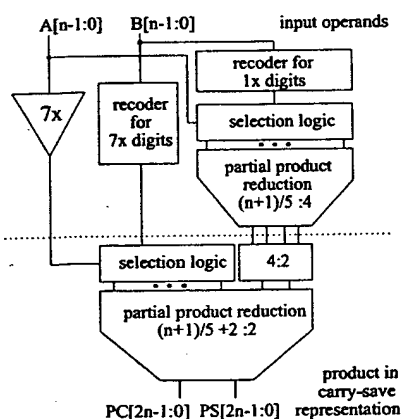 A[n-1:0] B[n-1:0] input operands
recoder for
1x digits
7x
recoder
for
7x digits
selection logic
• • •
partial product
reduction
(n+1)/5 :4
selection logic
4:2
• • •
partial product reduction
(n+1)/5 +2 :2
product in
carry-save
PC[2n-1:0] PS[2n-1:0] representation